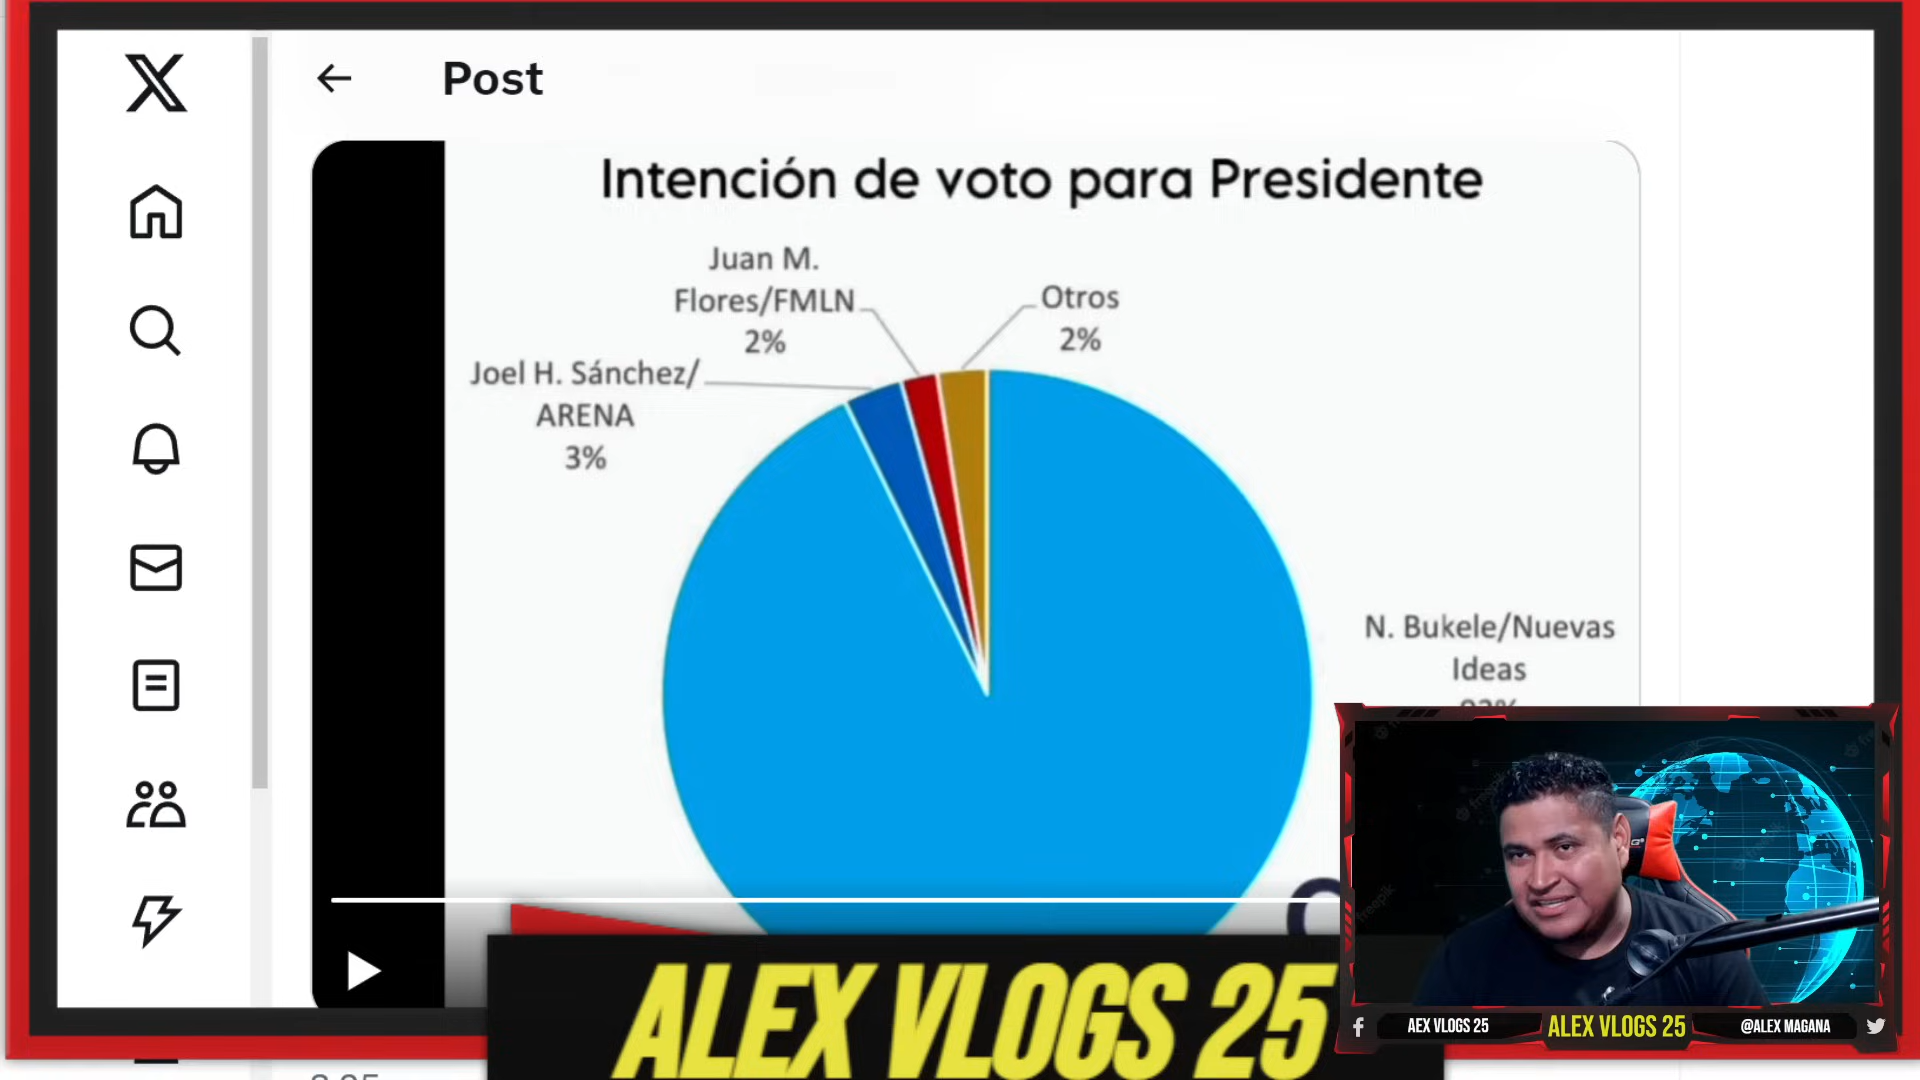 Post
Intención de voto para Presidente
Juan M.
Flores/FMLN
2%
Otros
2%
Joel H. Sánchez/
ARENA
3%
N. Bukele/Nuevas
Ideas
ALEX VLOGS 25
AEX VLOGS 25
ALEX VLOGS 25
@ALEX MAGANA